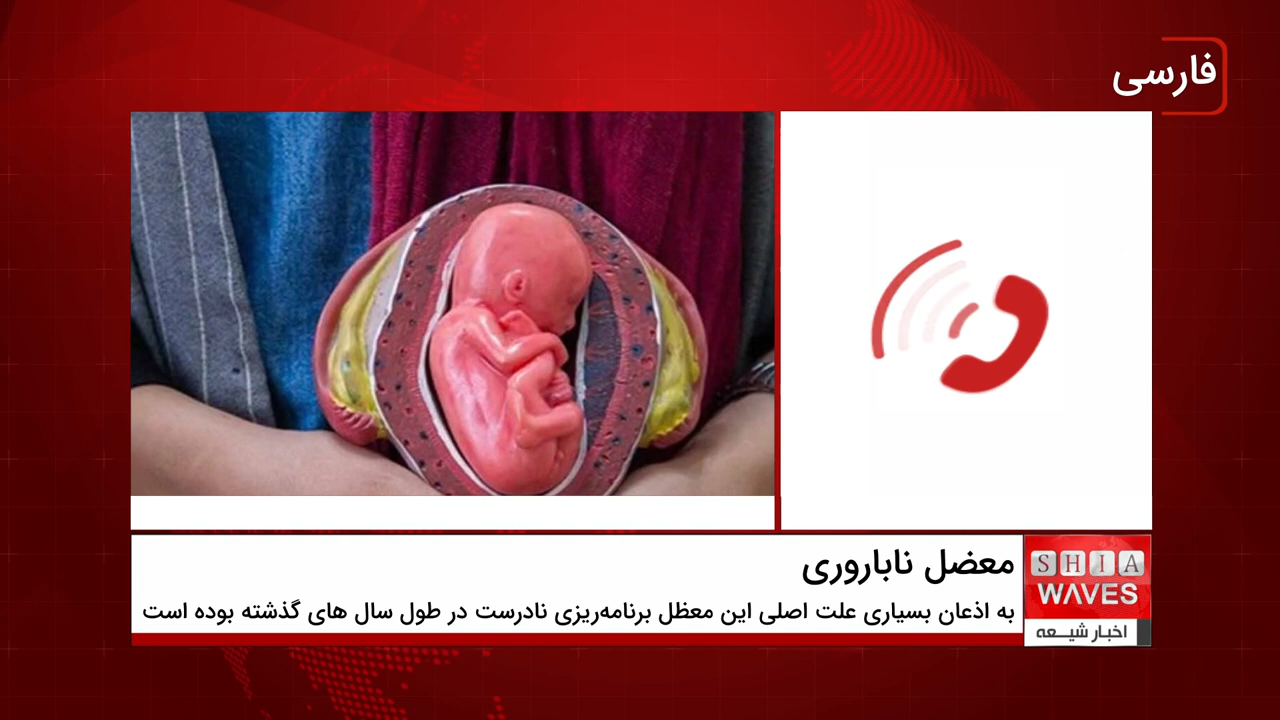 فارسی
معضل ناباروری
به اذعان بسیاری علت اصلی این معظل برنامه‌ریزی نادرست در طول سال های گذشته بوده است
SHIA
WAVES
اخبار شیـــعه